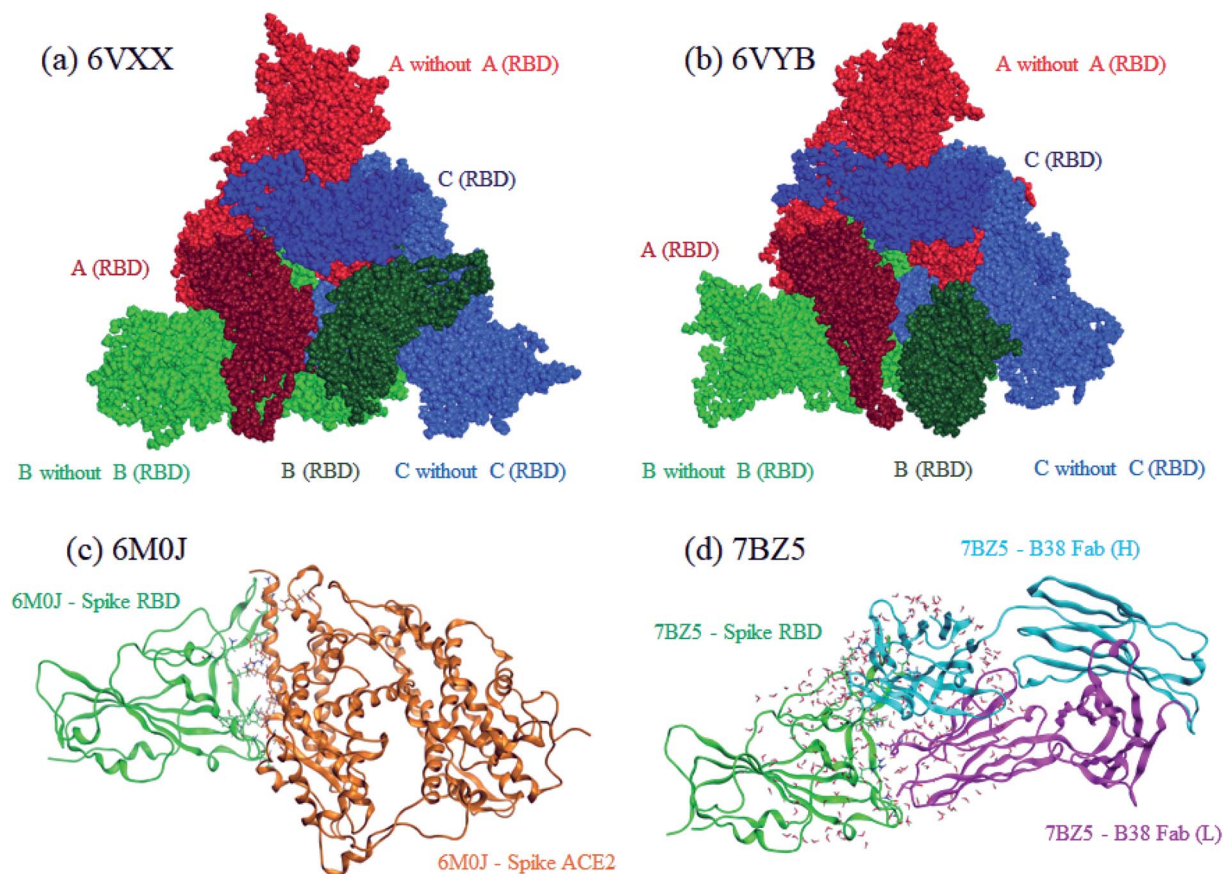 (a) 6VXX
A without A (RBD)
C (RBD)
A (RBD)
B without B (RBD)
B (RBD)
C without C (RBD)
(b) 6VYB
A without A (RBD)
C (RBD)
A (RBD)
B without B (RBD)
B (RBD)
C without C (RBD)
(c) 6M0J
6M0J - Spike RBD
6M0J - Spike ACE2
(d) 7BZ5
7BZ5 - B38 Fab (H)
7BZ5 - Spike RBD
7BZ5 - B38 Fab (L)